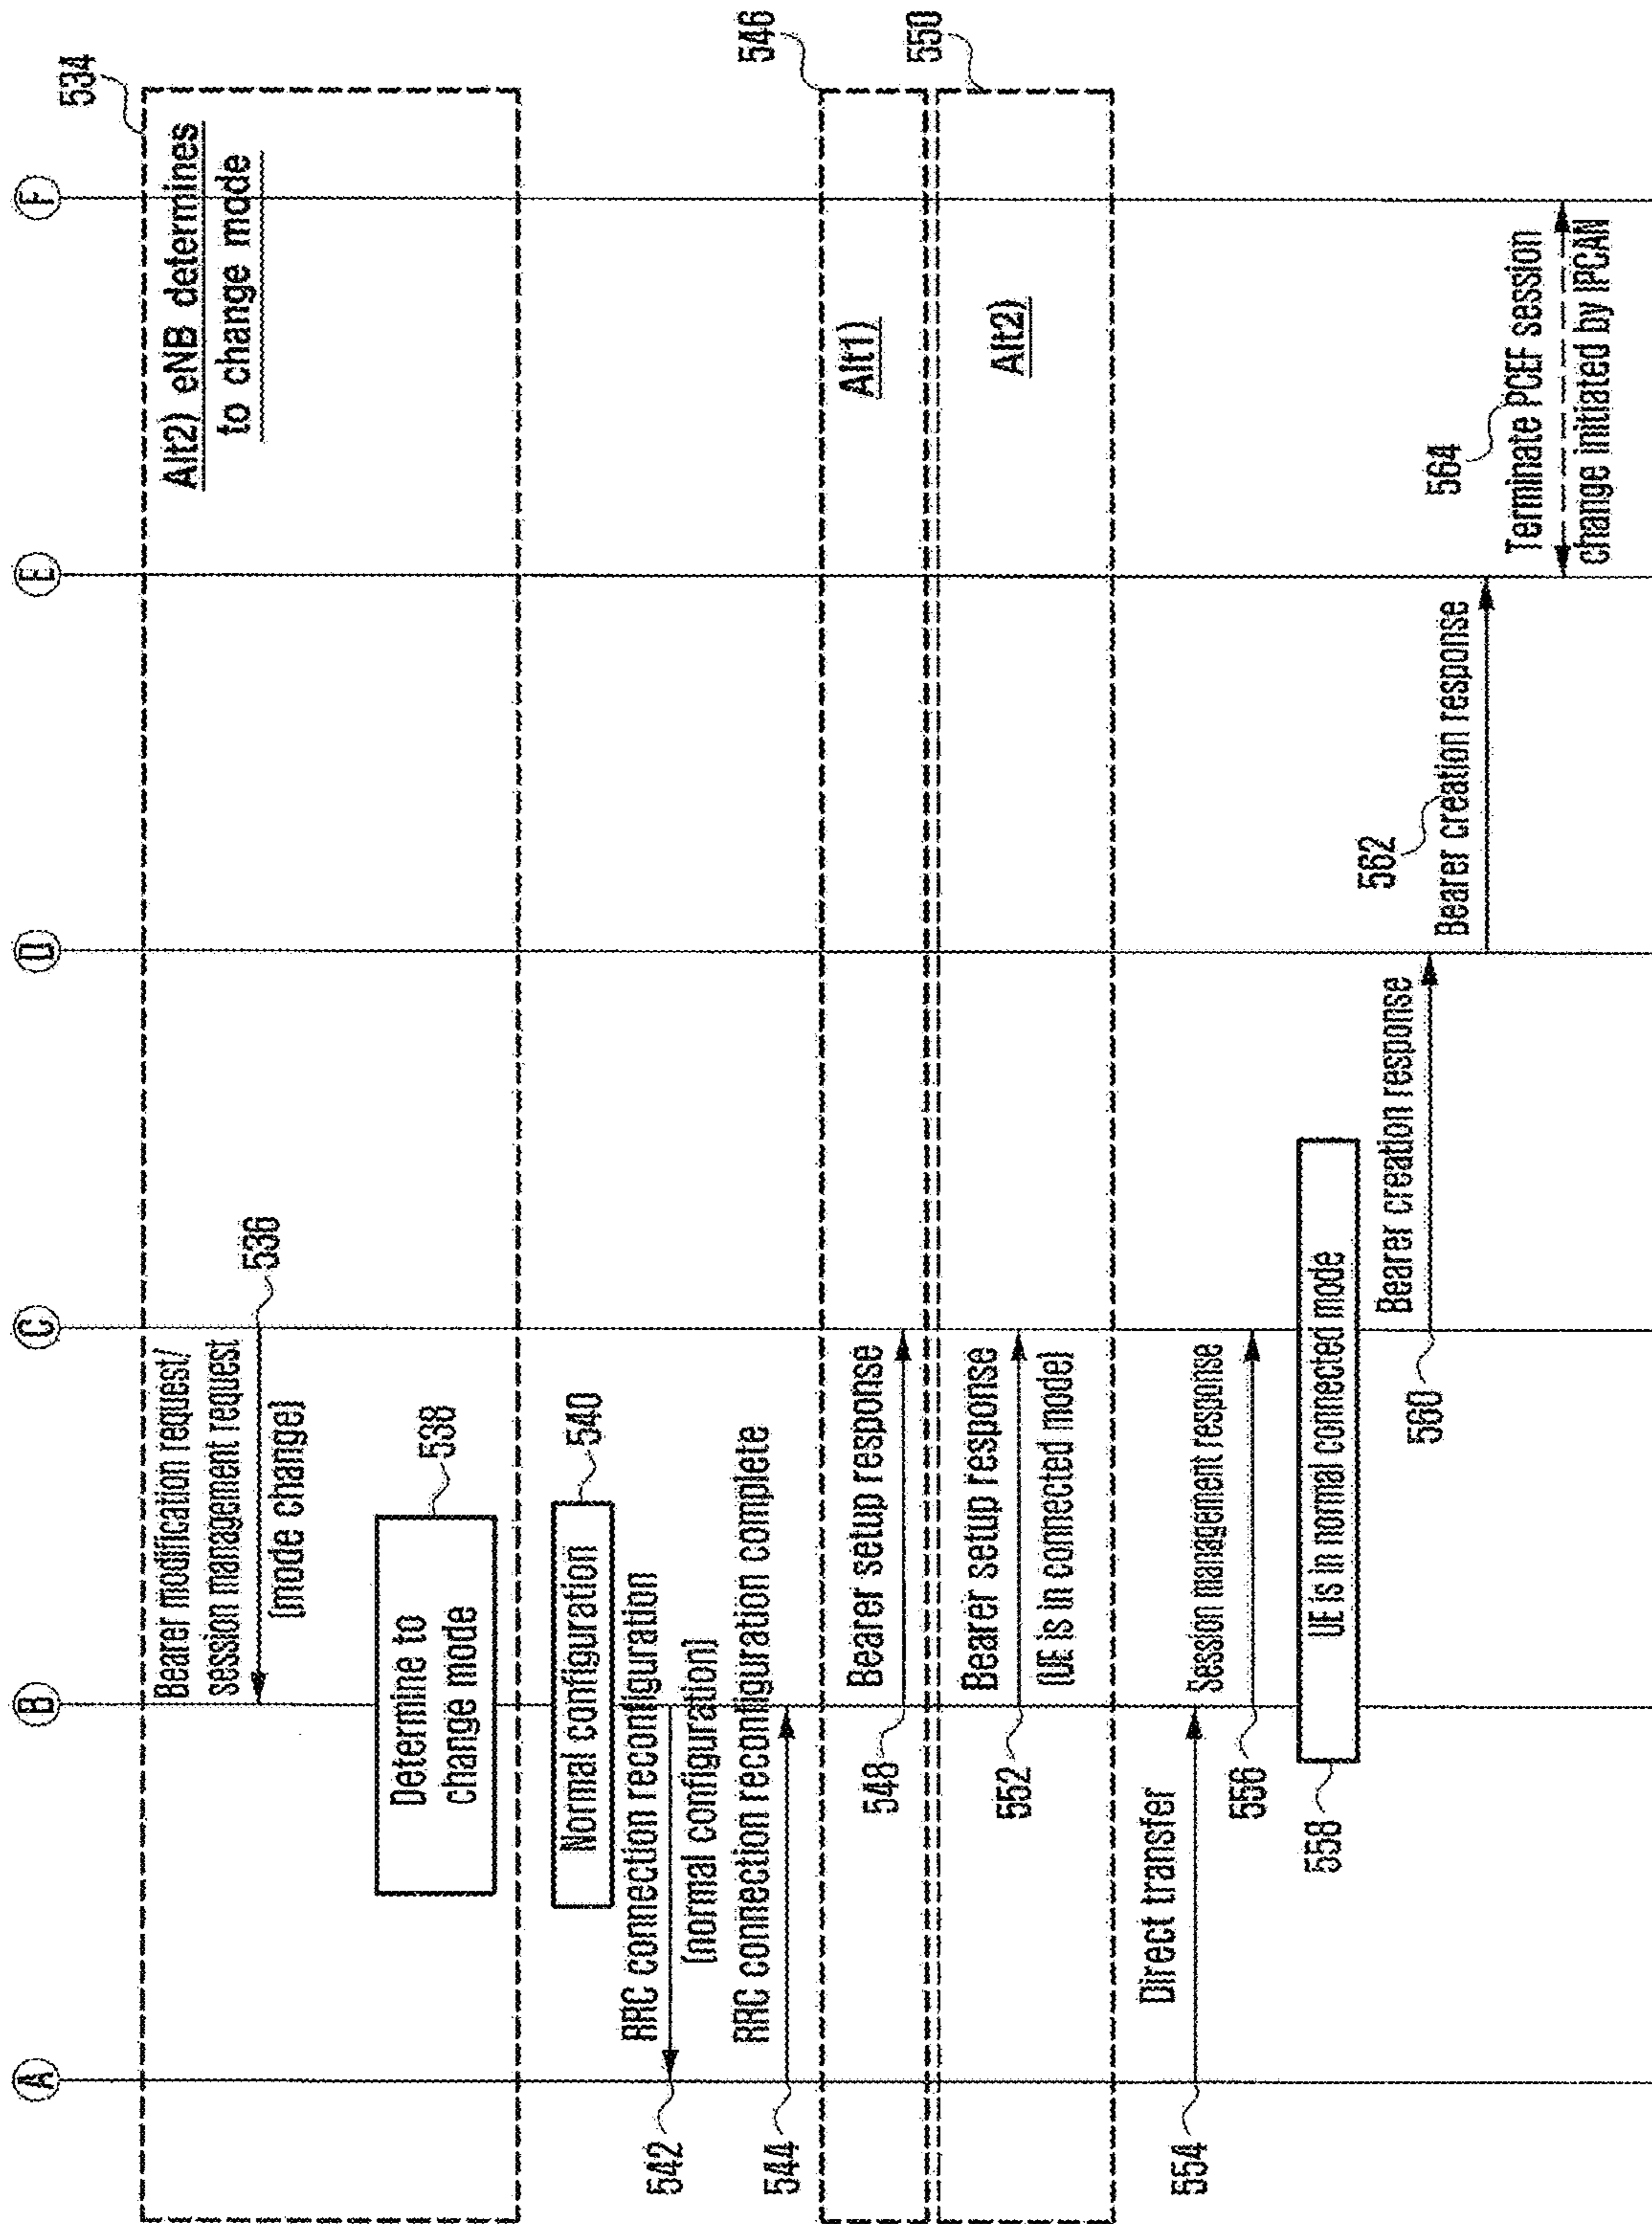 A
B
C
D
E
F
534
Alt2) eNB determines
to change mode
Bearer modification request/
session management request
(mode change)
536
Determine to
change mode
538
Normal configuration
540
RRC connection reconfiguration
(normal configuration)
542
RRC connection reconfiguration complete
544
546
Alt1)
Bearer setup response
548
550
Alt2)
Bearer setup response
(UE is in connected model)
552
Direct transfer
554
Session management response
556
UE is in normal connected mode
558
Bearer creation response
560
562
Bearer creation response
564
Terminate PCEF session
change initiated by IPCAN